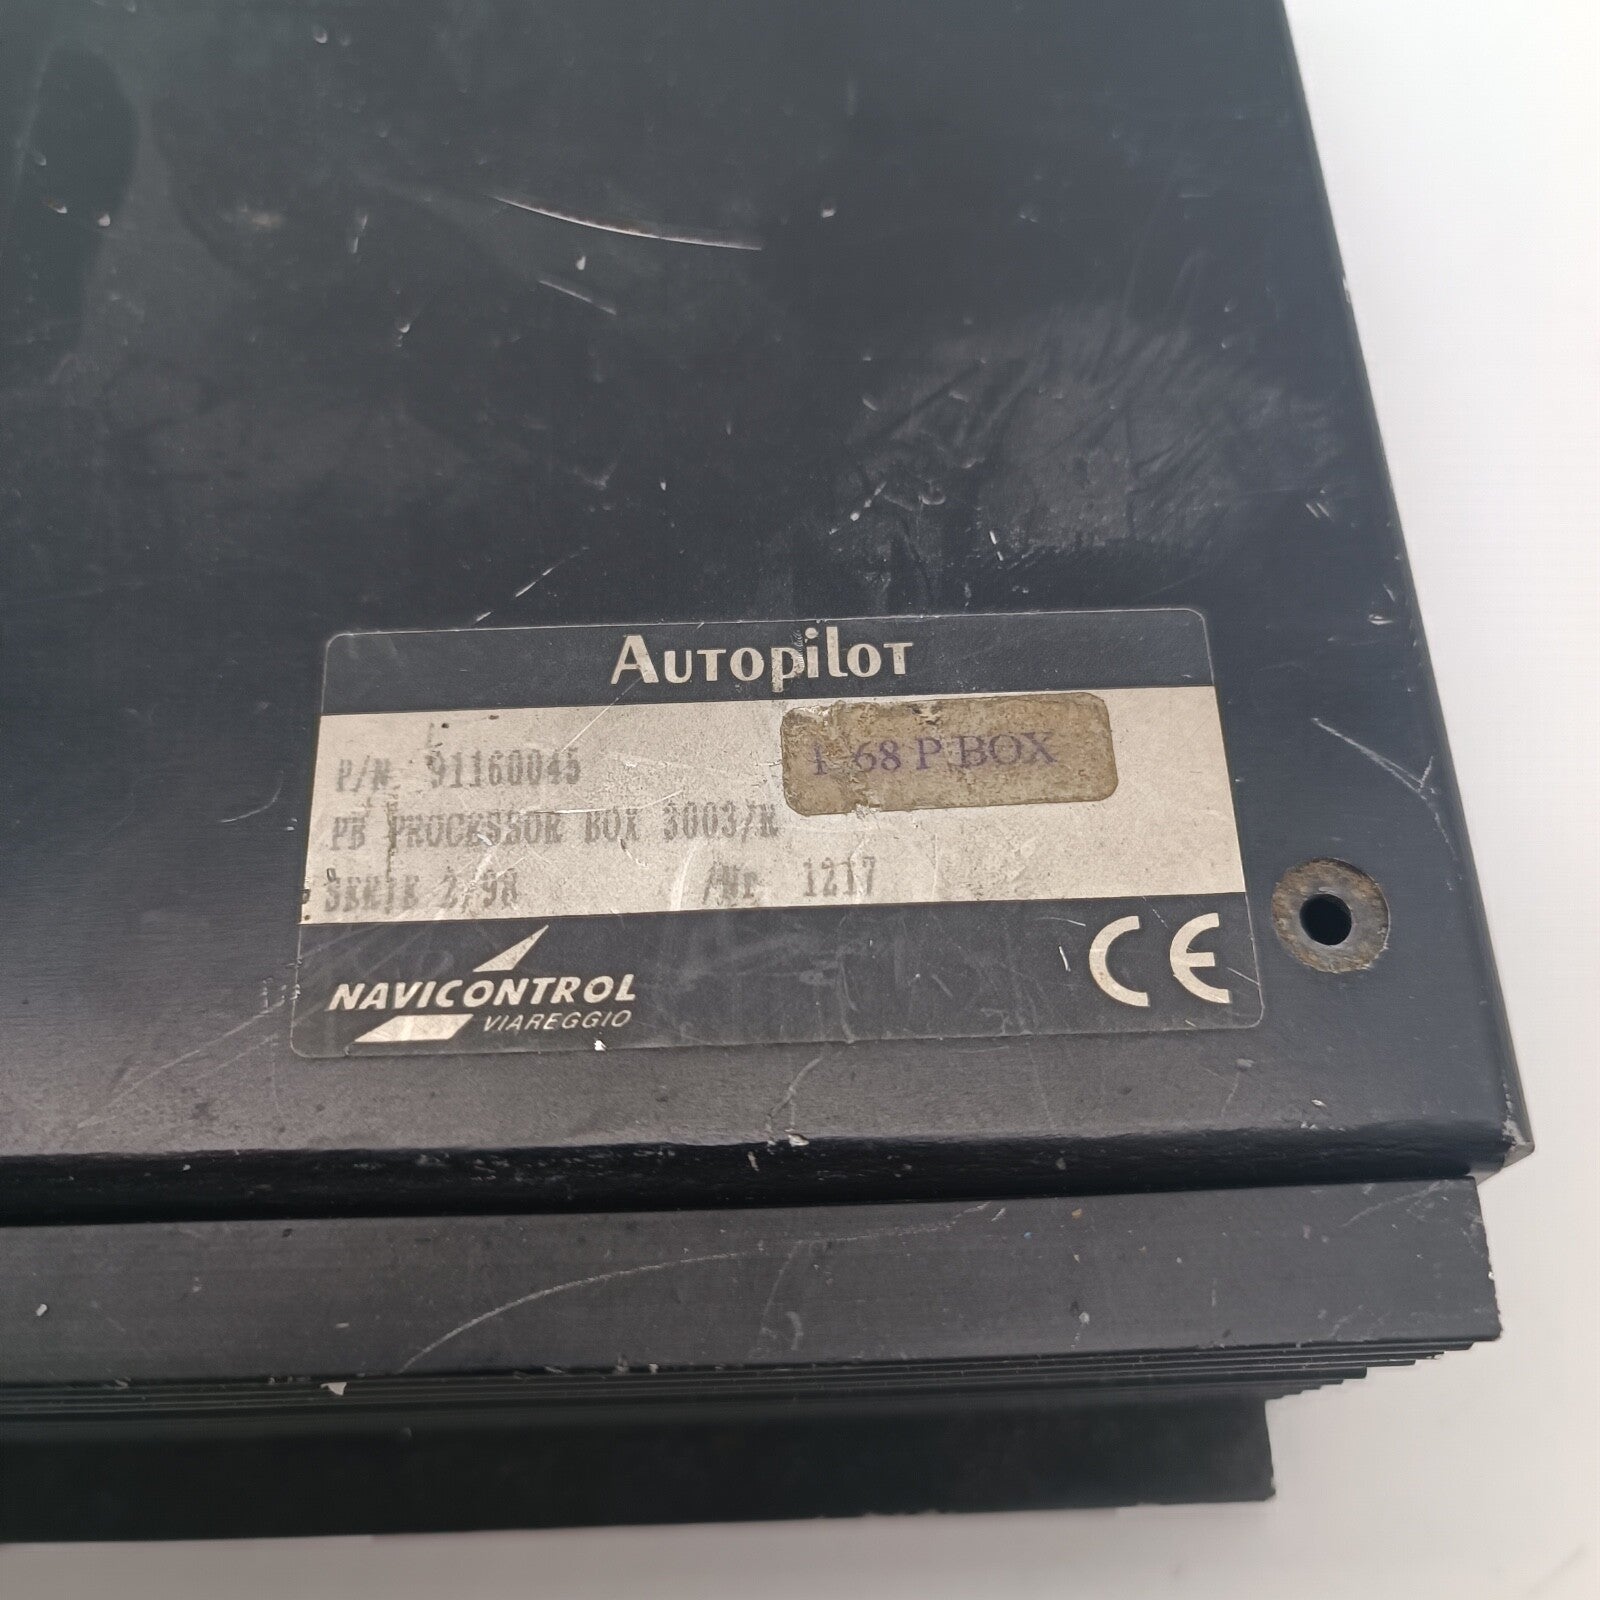 Autopilot
P/N 91160045
68 P BOX
PB PROCESSOR BOX 3003/R
SERIE 2,98 /Nr 1217
NAVICONTROL
VIAREGGIO
CE